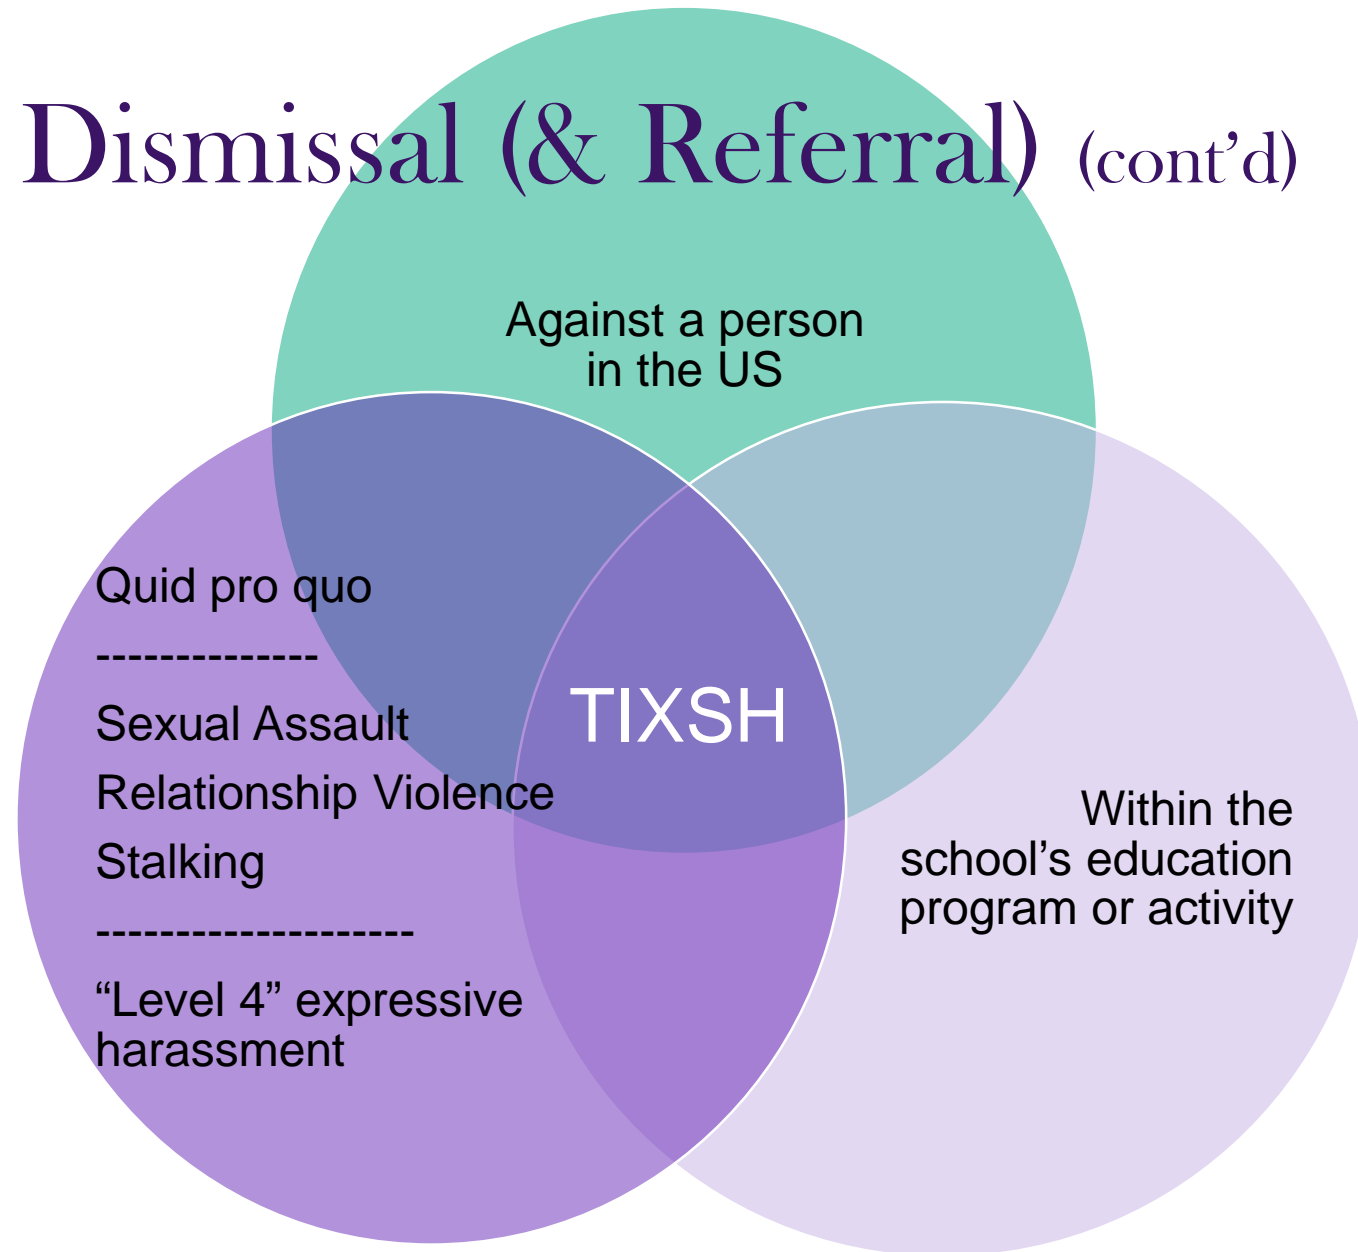 Dismissal (& Referral) (cont’d)
Against a person
in the US
Quid pro quo
--------------
Sexual Assault
Relationship Violence
Stalking
--------------------
“Level 4” expressive
harassment
TIXSH
Within the
school’s education
program or activity